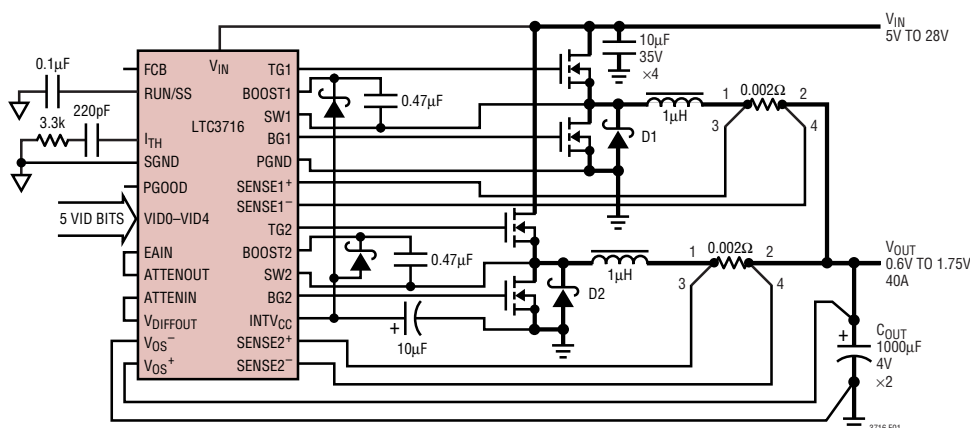 VIN
5V TO 28V
10µF
35V
×4
0.1µF
220pF
3.3k
5 VID BITS
FCB
RUN/SS
ITH
SGND
PGOOD
VID0–VID4
EAIN
ATTENOUT
ATTENIN
VDIFFOUT
VOS–
VOS+
VIN
LTC3716
TG1
BOOST1
SW1
BG1
PGND
SENSE1+
SENSE1–
TG2
BOOST2
SW2
BG2
INTVCC
SENSE2+
SENSE2–
0.47µF
0.47µF
10µF
+
D1
1µH
1
0.002Ω
2
3
4
D2
1µH
1
0.002Ω
2
3
4
VOUT
0.6V TO 1.75V
40A
+
COUT
1000µF
4V
×2
3716 F01